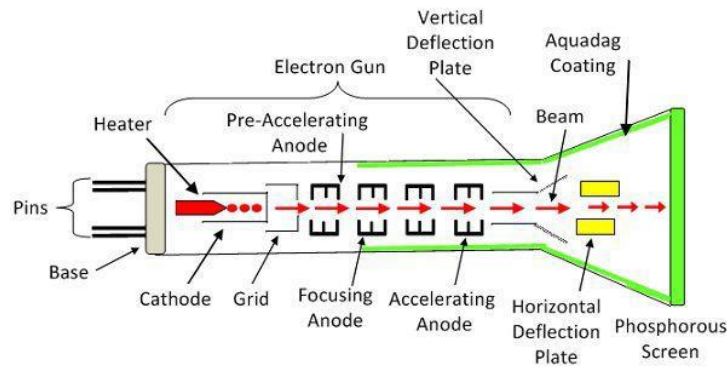 Vertical
Deflection
Plate
Aquadag
Coating
Electron Gun
Heater
Pre-Accelerating
Anode
Beam
Pins
Base
Cathode
Grid
Focusing
Anode
Accelerating
Anode
Horizontal
Deflection
Plate
Phosphorous
Screen